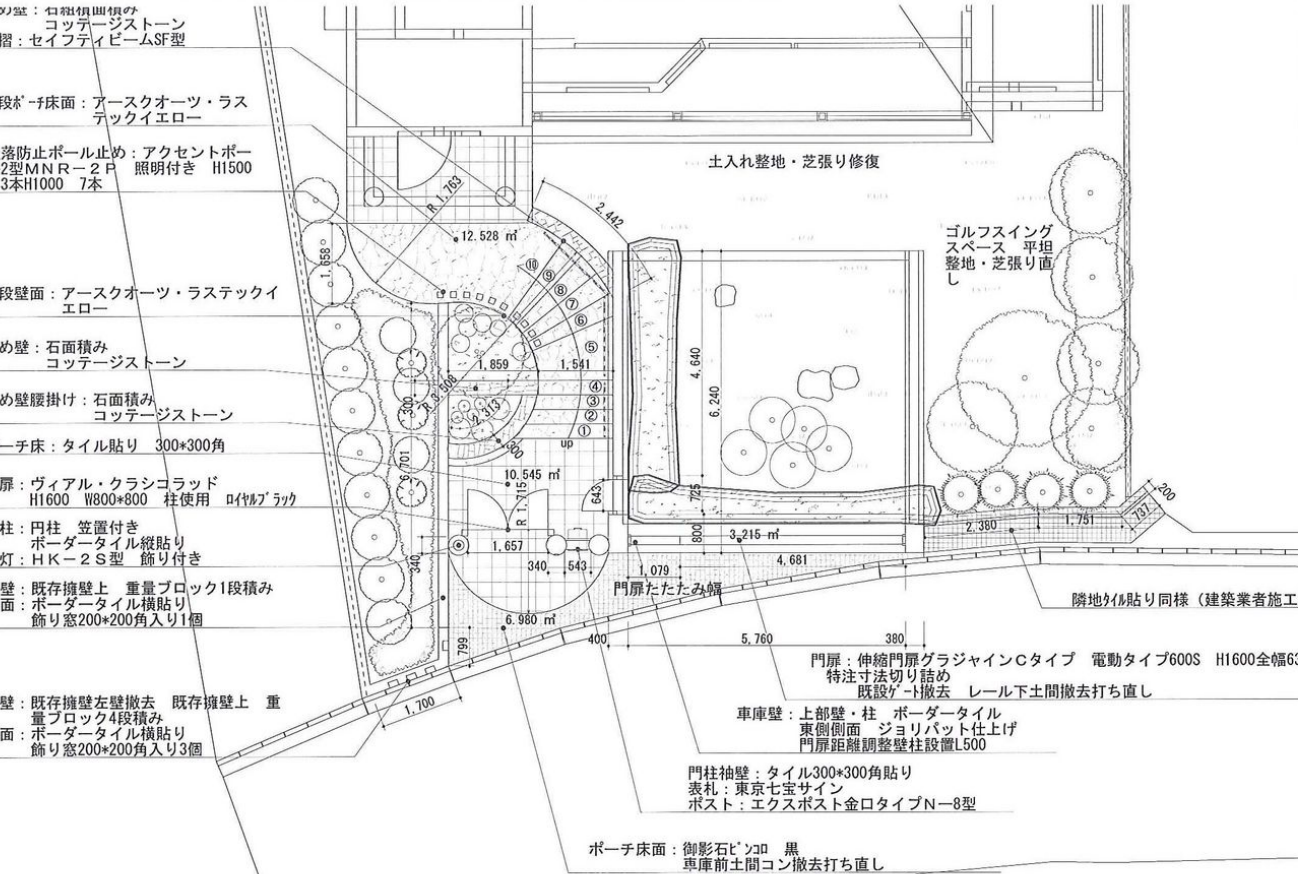 め壁：石組積面積み
コッテージストーン
摺：セイフティビームSF型
段ﾎﾟｰﾁ床面：アースクオーツ・ラス
テックイエロー
落防止ポール止め：アクセントポー
2型MNR－2P 照明付き H1500
3本H1000 7本
段壁面：アースクオーツ・ラステックイ
エロー
め壁：石面積み
コッテージストーン
め壁腰掛け：石面積み
コッテージストーン
ーチ床：タイル貼り 300*300角
扉：ヴィアル・クラシコラッド
H1600 W800*800 柱使用 ﾛｲﾔﾙﾌﾞﾗｯｸ
柱：円柱 笠置付き
ボーダータイル縦貼り
灯：HK－2S型 飾り付き
壁：既存擁壁上 重量ブロック1段積み
面：ボーダータイル横貼り
飾り窓200*200角入り1個
壁：既存擁壁左壁撤去 既存擁壁上 重
量ブロック4段積み
面：ボーダータイル横貼り
飾り窓200*200角入り3個
土入れ整地・芝張り修復
ゴルフスイング
スペース 平坦
整地・芝張り直
し
R 1,763
2,442
12.528 ㎡
1,658
⑩
⑨
⑧
⑦
⑥
⑤
④
③
②
①
up
1,859
1,541
R 3,508
2,313
300
300
4,640
6,240
10.545 ㎡
R 1,715
643
725
800
1,657
340
340
543
3.215 ㎡
1,079
4,681
門扉たたたみ幅
2,380
1,751
737
200
6.980 ㎡
799
400
5,760
380
1,700
隣地ﾀｲﾙ貼り同様（建築業者施工
門扉：伸縮門扉グラジャインCタイプ 電動タイプ600S H1600全幅63
特注寸法切り詰め
既設ｹﾞｰﾄ撤去 レール下土間撤去打ち直し
車庫壁：上部壁・柱 ボーダータイル
東側側面 ジョリパット仕上げ
門扉距離調整壁柱設置L500
門柱袖壁：タイル300*300角貼り
表札：東京七宝サイン
ポスト：エクスポスト金口タイプN－8型
ポーチ床面：御影石ﾋﾟﾝｺﾛ 黒
車庫前土間コン撤去打ち直し